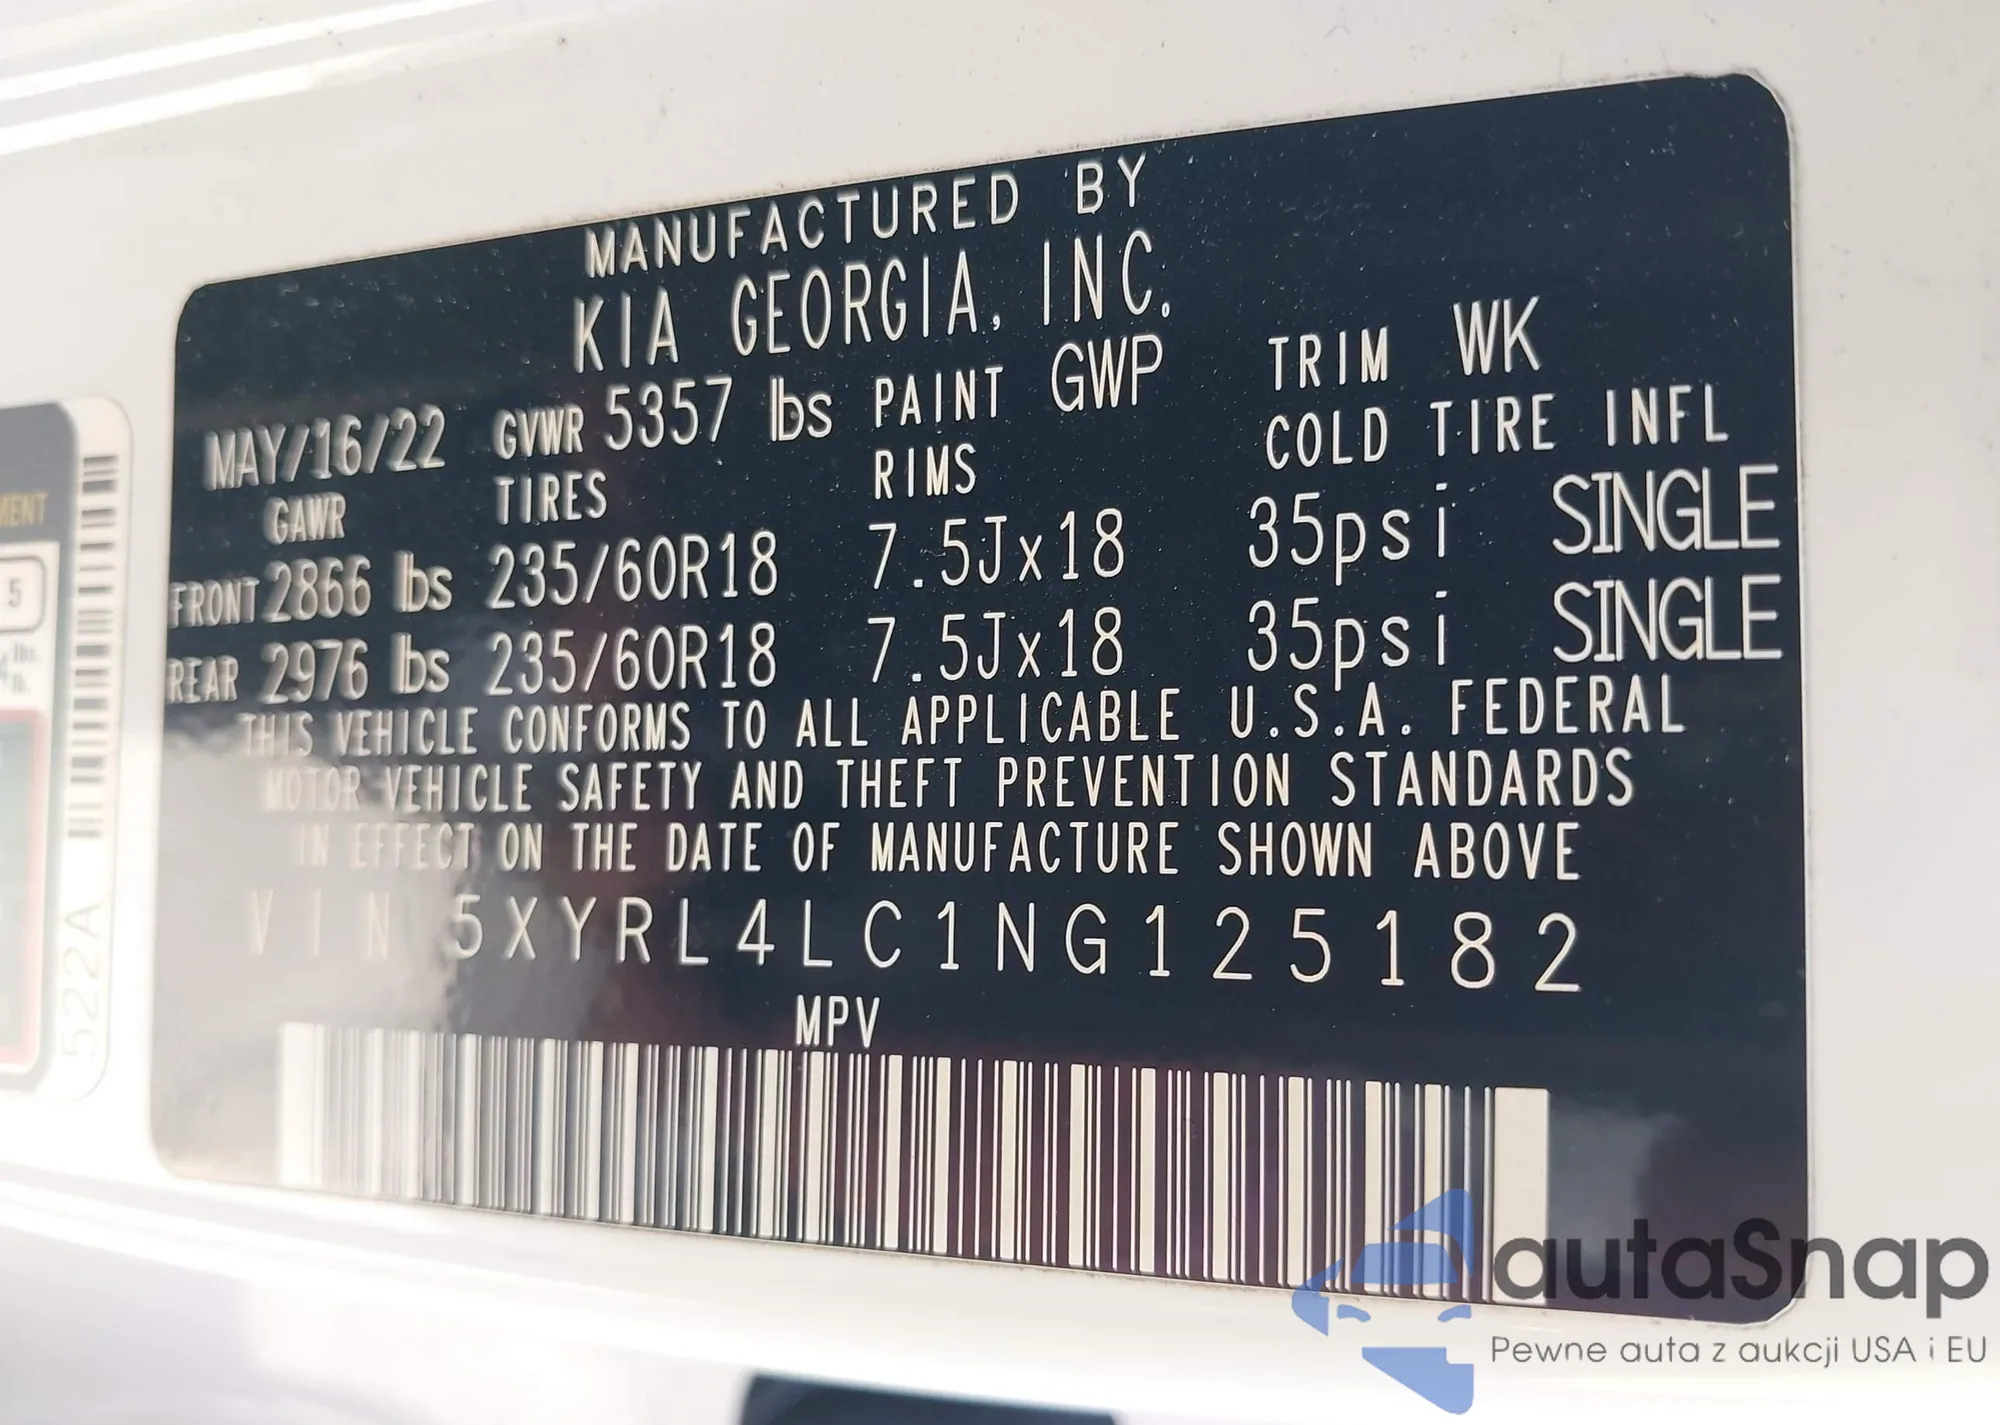 MANUFACTURED BY
KIA GEORGIA, INC.
MAY/16/22 GVWR 5357 lbs PAINT GWP TRIM WK
GAWR TIRES RIMS COLD TIRE INFL
FRONT 2866 lbs 235/60R18 7.5Jx18 35psi SINGLE
REAR 2976 lbs 235/60R18 7.5Jx18 35psi SINGLE
THIS VEHICLE CONFORMS TO ALL APPLICABLE U.S.A. FEDERAL
MOTOR VEHICLE SAFETY AND THEFT PREVENTION STANDARDS
IN EFFECT ON THE DATE OF MANUFACTURE SHOWN ABOVE
VIN 5XYRL4LC1NG125182
MPV
5
lbs.
522A
autaSnap
Pewne auta z aukcji USA i EU